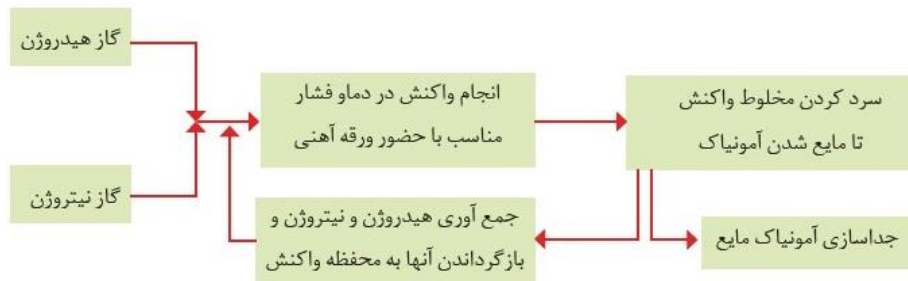 گاز هیدروژن
گاز نیتروژن
انجام واکنش در دماو فشار
مناسب با حضور ورقه آهنی
سرد کردن مخلوط واکنش
تا مایع شدن آمونیاک
جمع آوری هیدروژن و نیتروژن و
بازگرداندن آنها به محفظه واکنش
جداسازی آمونیاک مایع